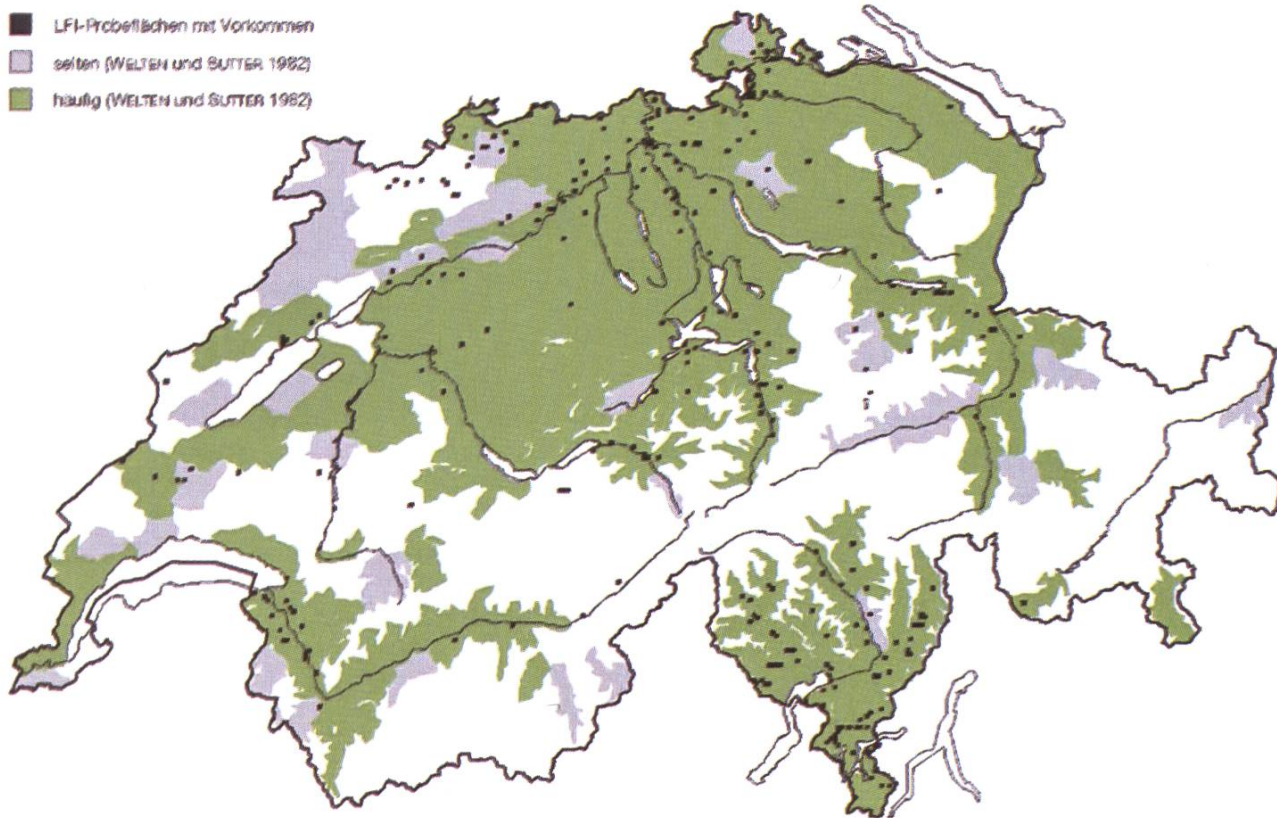 LFI-Probeflächen mit Vorkommen
selten (WELTEN und SUTTER 1982)
häufig (WELTEN und SUTTER 1982)